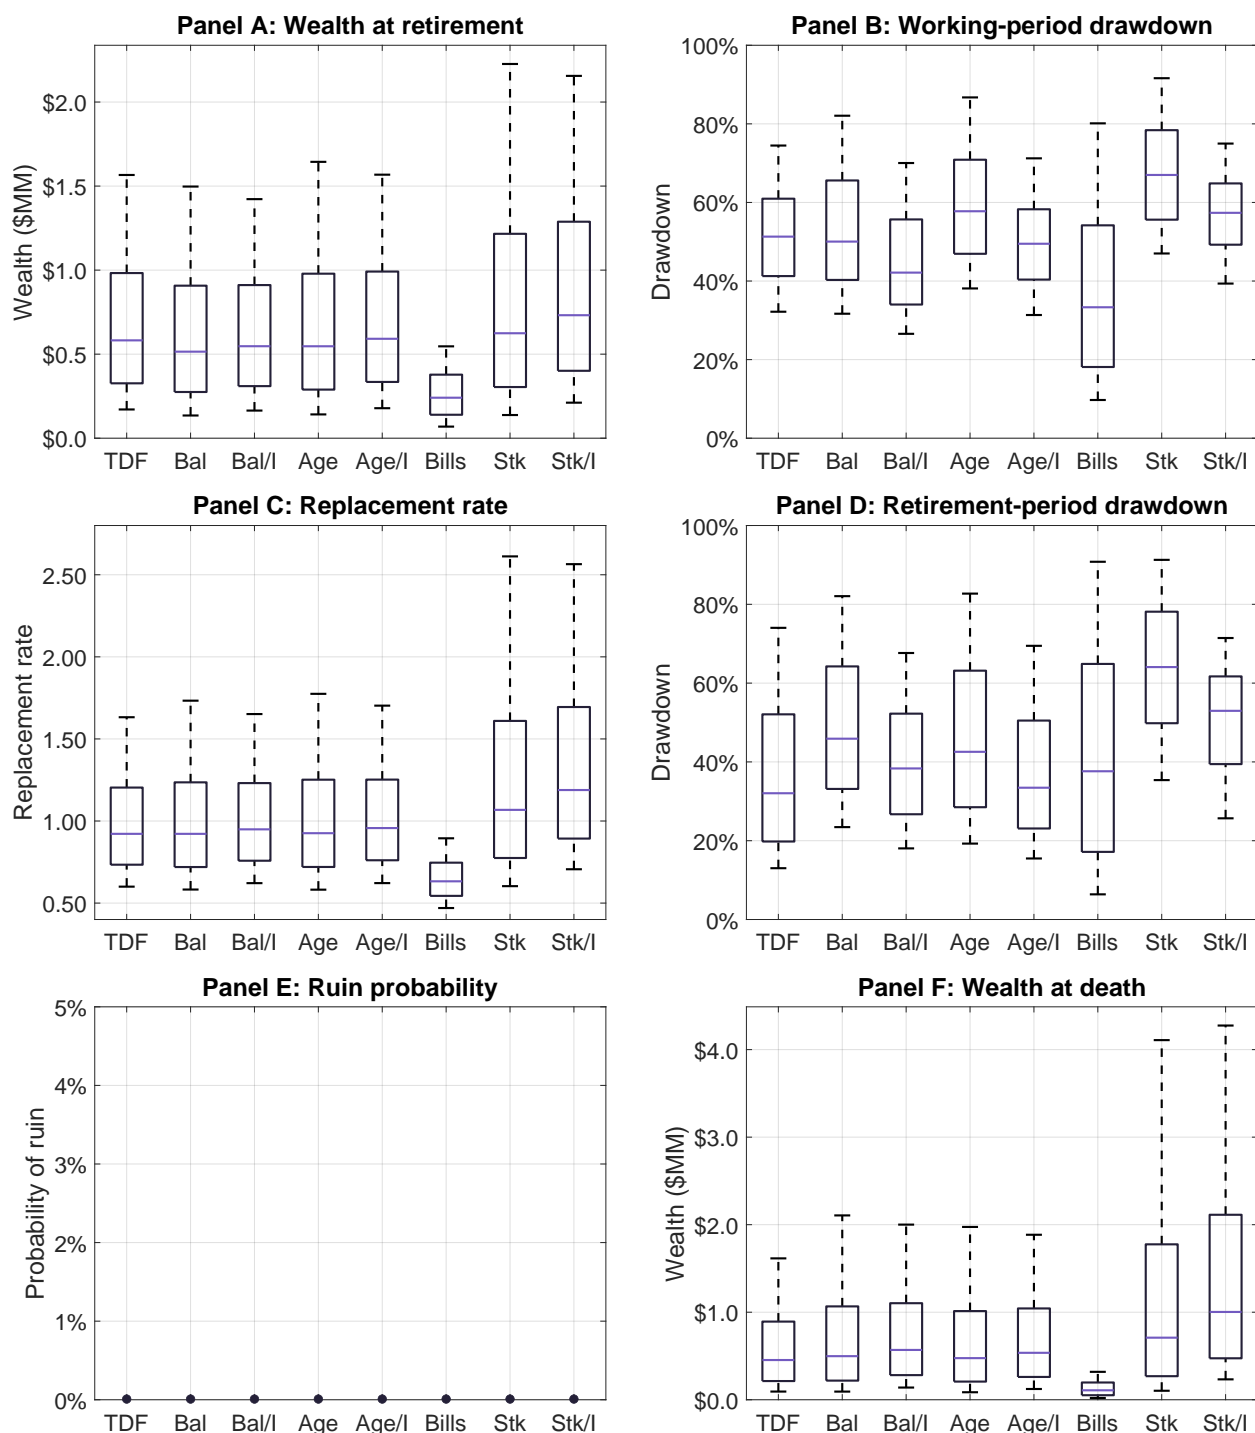 Panel A: Wealth at retirement
Wealth ($MM)
$2.0
$1.5
$1.0
$0.5
$0.0
TDF Bal Bal/I Age Age/I Bills Stk Stk/I
Panel B: Working-period drawdown
Drawdown
100%
80%
60%
40%
20%
0%
TDF Bal Bal/I Age Age/I Bills Stk Stk/I
Panel C: Replacement rate
Replacement rate
2.50
2.00
1.50
1.00
0.50
TDF Bal Bal/I Age Age/I Bills Stk Stk/I
Panel D: Retirement-period drawdown
Drawdown
100%
80%
60%
40%
20%
0%
TDF Bal Bal/I Age Age/I Bills Stk Stk/I
Panel E: Ruin probability
Probability of ruin
5%
4%
3%
2%
1%
0%
TDF Bal Bal/I Age Age/I Bills Stk Stk/I
Panel F: Wealth at death
Wealth ($MM)
$4.0
$3.0
$2.0
$1.0
$0.0
TDF Bal Bal/I Age Age/I Bills Stk Stk/I